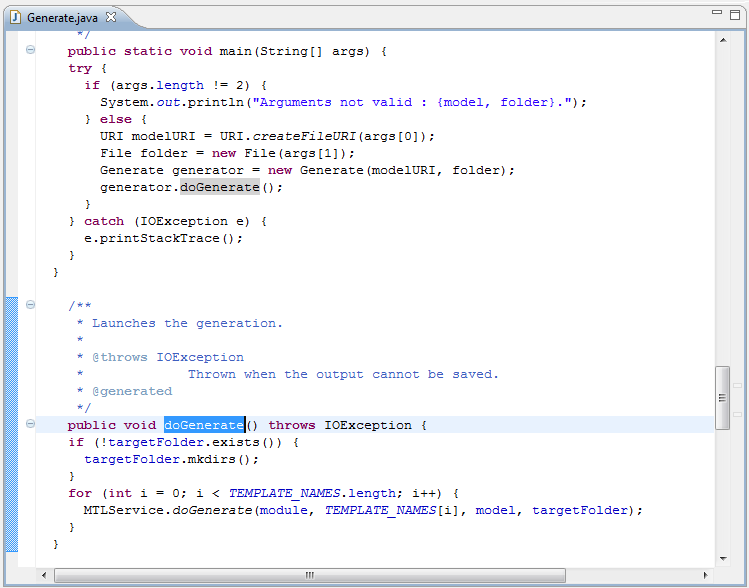 Generate.java
     */
    public static void main(String[] args) {
    try {
      if (args.length != 2) {
        System.out.println("Arguments not valid : {model, folder}.");
      } else {
        URI modelURI = URI.createFileURI(args[0]);
        File folder = new File(args[1]);
        Generate generator = new Generate(modelURI, folder);
        generator.doGenerate();
      }
    } catch (IOException e) {
      e.printStackTrace();
    }
  }
    /**
     * Launches the generation.
     *
     * @throws IOException
     *             Thrown when the output cannot be saved.
     * @generated
     */
    public void doGenerate() throws IOException {
    if (!targetFolder.exists()) {
      targetFolder.mkdirs();
    }
    for (int i = 0; i < TEMPLATE_NAMES.length; i++) {
      MTLService.doGenerate(module, TEMPLATE_NAMES[i], model, targetFolder);
    }
  }